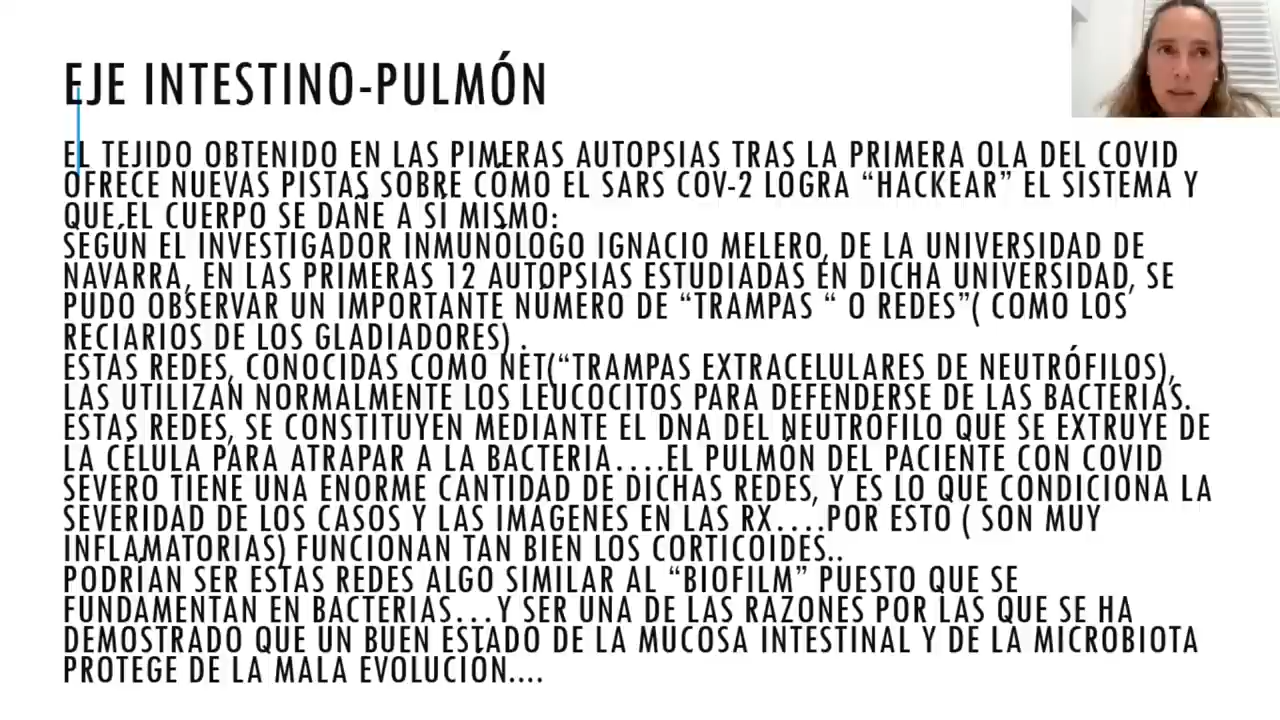 EJE INTESTINO-PULMÓN
EL TEJIDO OBTENIDO EN LAS PIMERAS AUTOPSIAS TRAS LA PRIMERA OLA DEL COVID
OFRECE NUEVAS PISTAS SOBRE CÓMO EL SARS COV-2 LOGRA “HACKEAR” EL SISTEMA Y
QUE EL CUERPO SE DAÑE A SÍ MISMO:
SEGÚN EL INVESTIGADOR INMUNÓLOGO IGNACIO MELERO, DE LA UNIVERSIDAD DE
NAVARRA, EN LAS PRIMERAS 12 AUTOPSIAS ESTUDIADAS EN DICHA UNIVERSIDAD, SE
PUDO OBSERVAR UN IMPORTANTE NÚMERO DE “TRAMPAS “ O REDES”( COMO LOS
RECIARIOS DE LOS GLADIADORES) .
ESTAS REDES, CONOCIDAS COMO NET(“TRAMPAS EXTRACELULARES DE NEUTRÓFILOS),
LAS UTILIZAN NORMALMENTE LOS LEUCOCITOS PARA DEFENDERSE DE LAS BACTERIAS.
ESTAS REDES, SE CONSTITUYEN MEDIANTE EL DNA DEL NEUTRÓFILO QUE SE EXTRUYE DE
LA CÉLULA PARA ATRAPAR A LA BACTERIA....EL PULMÓN DEL PACIENTE CON COVID
SEVERO TIENE UNA ENORME CANTIDAD DE DICHAS REDES, Y ES LO QUE CONDICIONA LA
SEVERIDAD DE LOS CASOS Y LAS IMÁGENES EN LAS RX....POR ESTO ( SON MUY
INFLAMATORIAS) FUNCIONAN TAN BIEN LOS CORTICOIDES..
PODRÍAN SER ESTAS REDES ALGO SIMILAR AL “BIOFILM” PUESTO QUE SE
FUNDAMENTAN EN BACTERIAS...Y SER UNA DE LAS RAZONES POR LAS QUE SE HA
DEMOSTRADO QUE UN BUEN ESTADO DE LA MUCOSA INTESTINAL Y DE LA MICROBIOTA
PROTEGE DE LA MALA EVOLUCIÓN....